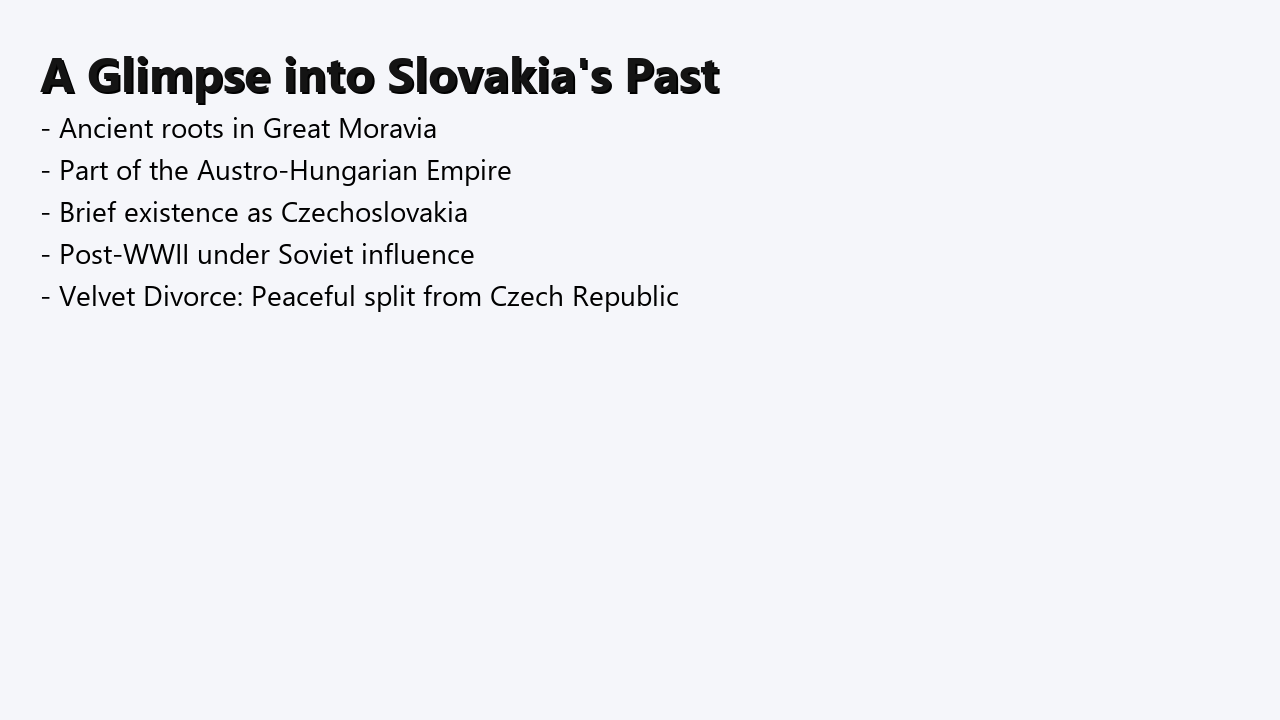 A Glimpse into Slovakia's Past
- Ancient roots in Great Moravia
- Part of the Austro-Hungarian Empire
- Brief existence as Czechoslovakia
- Post-WWII under Soviet influence
- Velvet Divorce: Peaceful split from Czech Republic